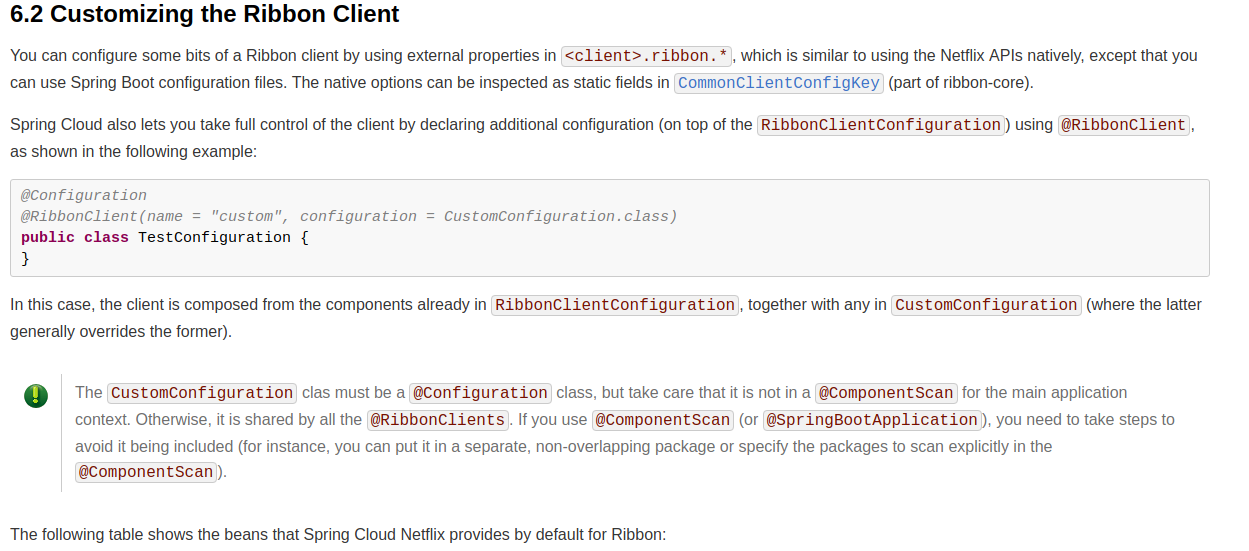 6.2 Customizing the Ribbon Client
You can configure some bits of a Ribbon client by using external properties in <client>.ribbon.*, which is similar to using the Netflix APIs natively, except that you
can use Spring Boot configuration files. The native options can be inspected as static fields in CommonClientConfigKey (part of ribbon-core).
Spring Cloud also lets you take full control of the client by declaring additional configuration (on top of the RibbonClientConfiguration) using @RibbonClient,
as shown in the following example:
@Configuration
@RibbonClient(name = "custom", configuration = CustomConfiguration.class)
public class TestConfiguration {
}
In this case, the client is composed from the components already in RibbonClientConfiguration, together with any in CustomConfiguration (where the latter
generally overrides the former).
The CustomConfiguration clas must be a @Configuration class, but take care that it is not in a @ComponentScan for the main application
context. Otherwise, it is shared by all the @RibbonClients. If you use @ComponentScan (or @SpringBootApplication), you need to take steps to
avoid it being included (for instance, you can put it in a separate, non-overlapping package or specify the packages to scan explicitly in the
@ComponentScan).
The following table shows the beans that Spring Cloud Netflix provides by default for Ribbon: